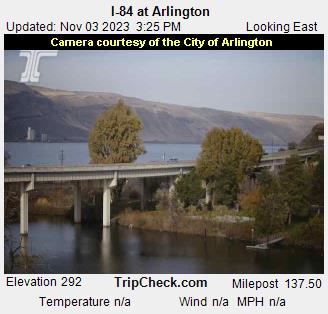 I-84 at Arlington
Updated: Nov 03 2023 3:25 PM Looking East
Camera courtesy of the City of Arlington
Elevation 292 TripCheck.com Milepost 137.50
Temperature n/a Wind n/a MPH n/a